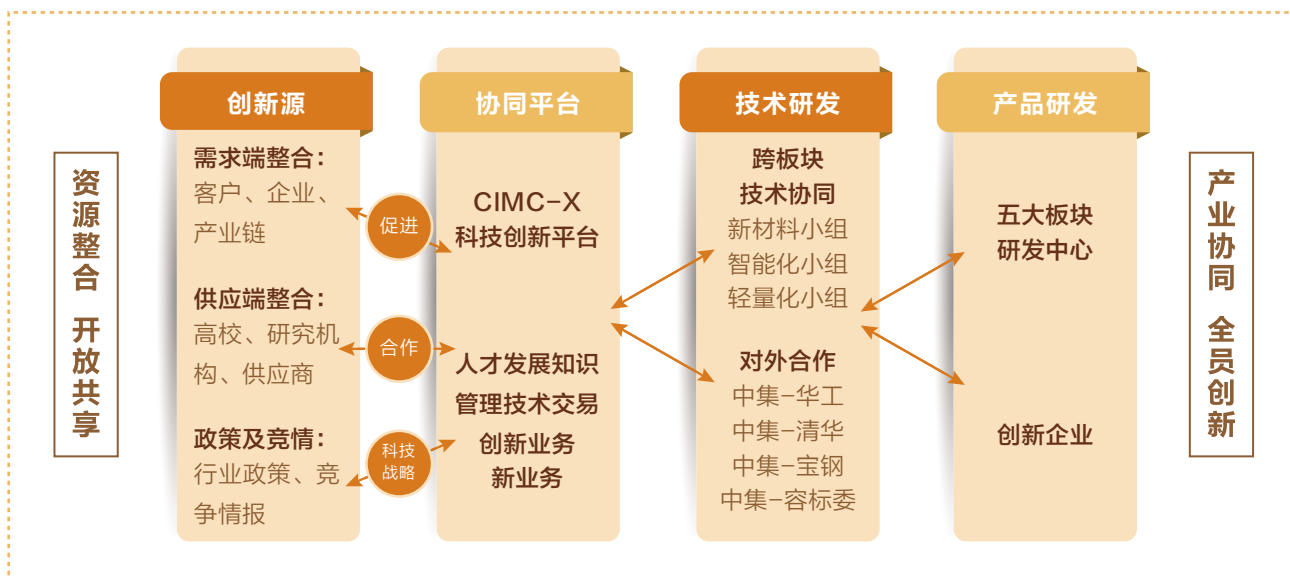 资源整合 开放共享
创新源
需求端整合：
客户、企业、
产业链
供应端整合：
高校、研究机
构、供应商
政策及竞情：
行业政策、竞
争情报
促进
合作
科技
战略
协同平台
CIMC-X
科技创新平台
人才发展知识
管理技术交易
创新业务
新业务
技术研发
跨板块
技术协同
新材料小组
智能化小组
轻量化小组
对外合作
中集-华工
中集-清华
中集-宝钢
中集-容标委
产品研发
五大板块
研发中心
创新企业
产业协同 全员创新